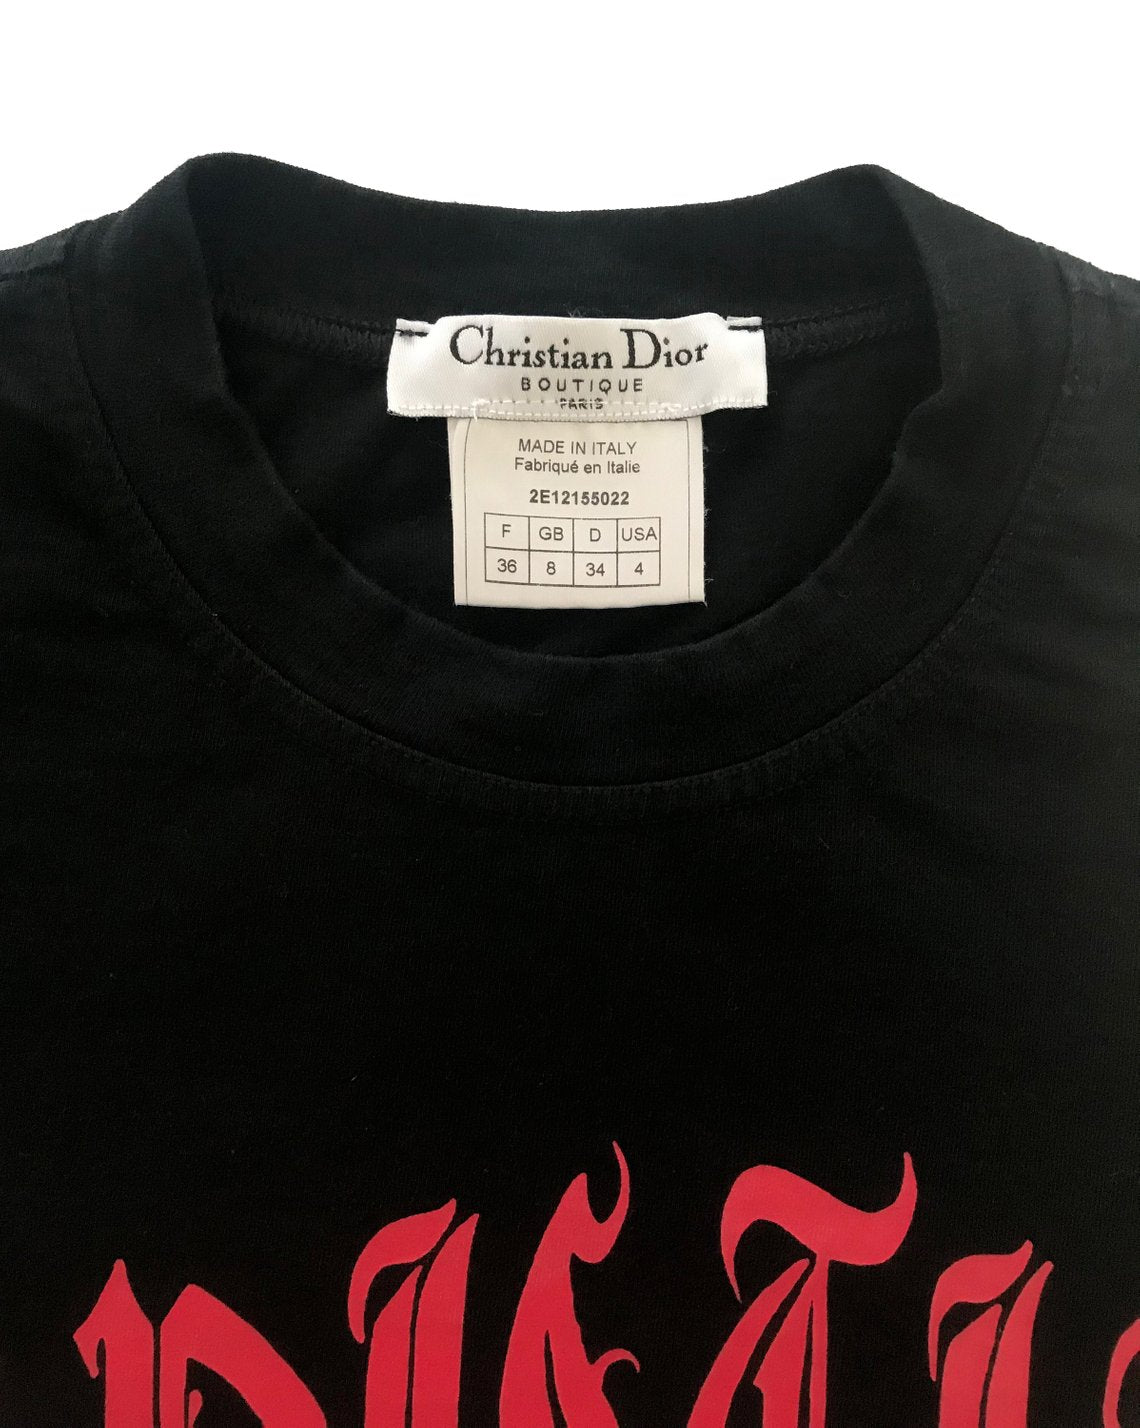 Christian Dior
BOUTIQUE
PARIS
MADE IN ITALY
Fabriqué en Italie
2E12155022
F GB D USA
36 8 34 4